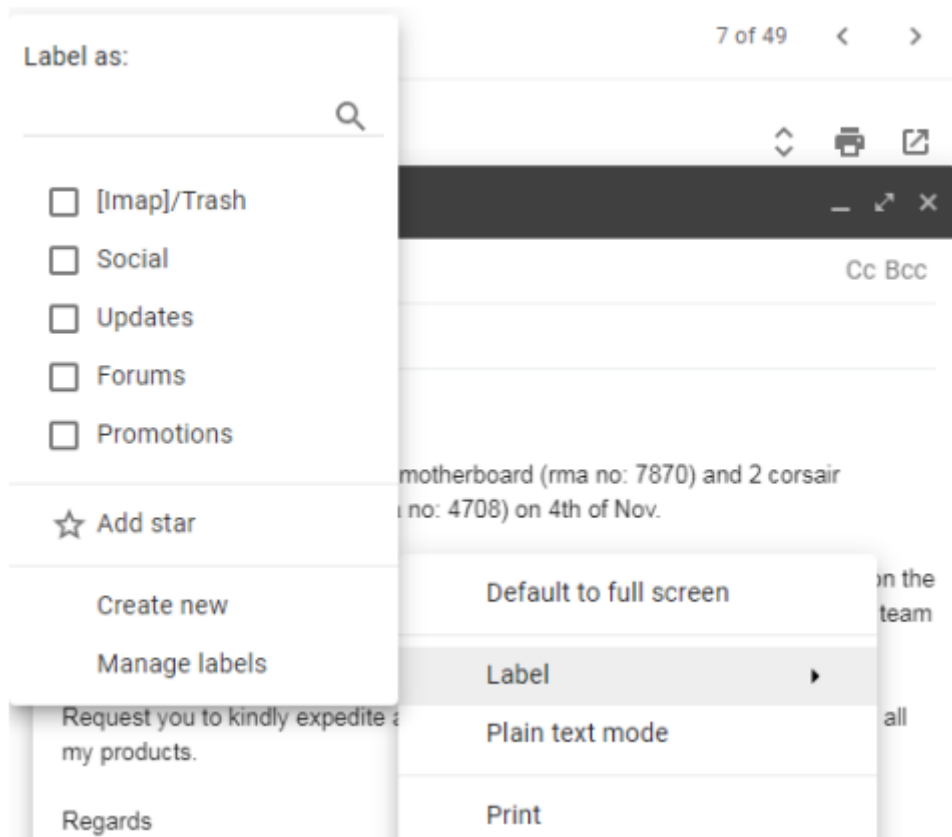 7 of 49
Label as:
[Imap]/Trash
Social
Updates
Forums
Promotions
Add star
Create new
Manage labels
Cc Bcc
motherboard (rma no: 7870) and 2 corsair
no: 4708) on 4th of Nov.
on the
team
Default to full screen
Label
Plain text mode
Print
Request you to kindly expedite
all
my products.
Regards